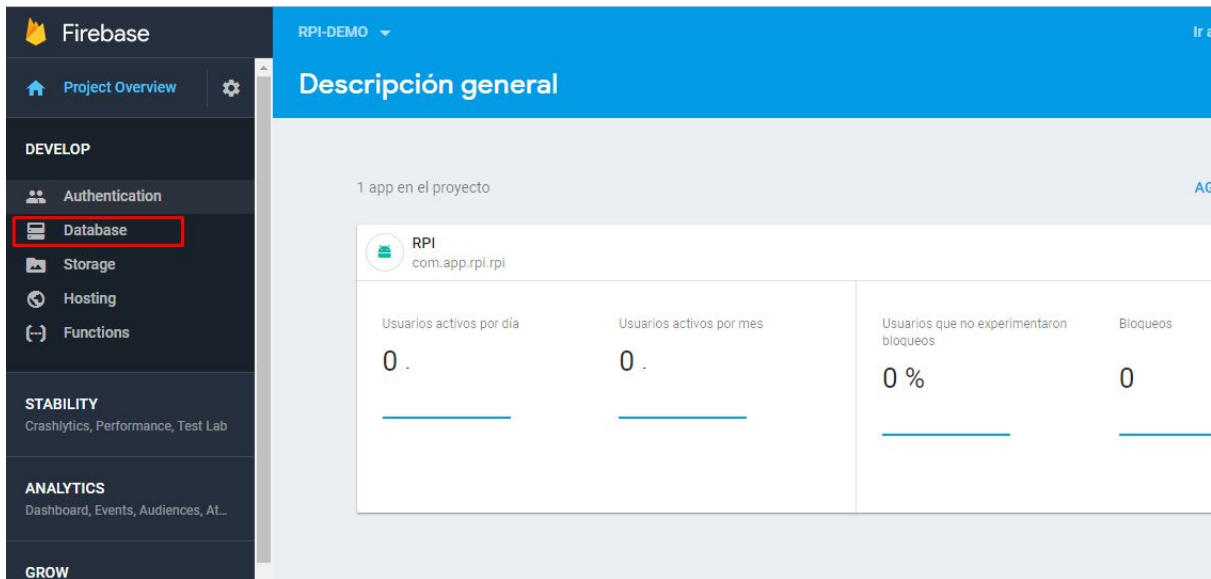 Firebase
Project Overview
DEVELOP
Authentication
Database
Storage
Hosting
Functions
STABILITY
Crashlytics, Performance, Test Lab
ANALYTICS
Dashboard, Events, Audiences, At...
GROW
RPI-DEMO
Ir a
Descripción general
1 app en el proyecto
AG
RPI
com.app.rpi.rpi
Usuarios activos por día
0 .
Usuarios activos por mes
0 .
Usuarios que no experimentaron
bloqueos
0 %
Bloqueos
0